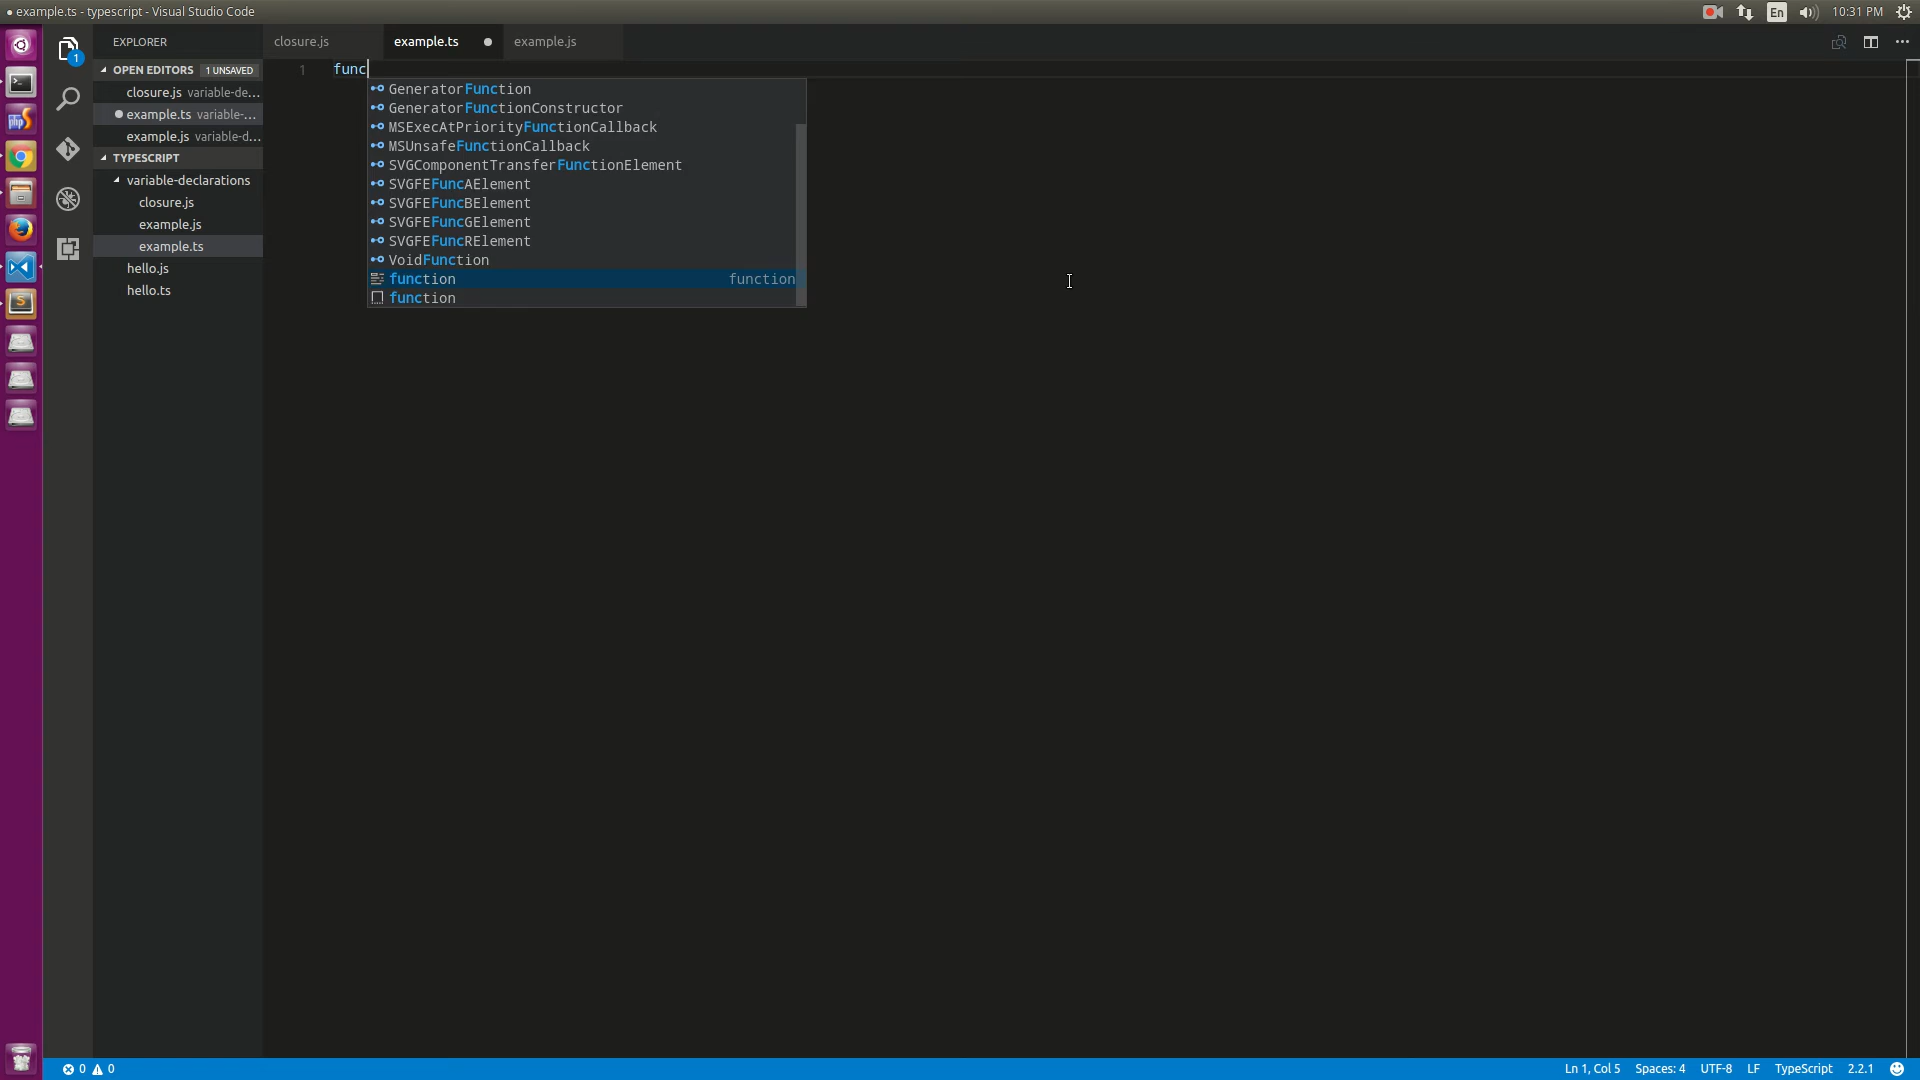 • example.ts - typescript - Visual Studio Code
En
10:31 PM
EXPLORER
closure.js
example.ts
example.js
1
OPEN EDITORS
1 UNSAVED
closure.js variable-de...
example.ts variable-...
example.js variable-d...
TYPESCRIPT
variable-declarations
closure.js
example.js
example.ts
hello.js
hello.ts
1
func
GeneratorFunction
GeneratorFunctionConstructor
MSExecAtPriorityFunctionCallback
MSUnsafeFunctionCallback
SVGComponentTransferFunctionElement
SVGFEFuncAElement
SVGFEFuncBElement
SVGFEFuncGElement
SVGFEFuncRElement
VoidFunction
function function
function
0 0
Ln 1, Col 5
Spaces: 4
UTF-8
LF
TypeScript
2.2.1